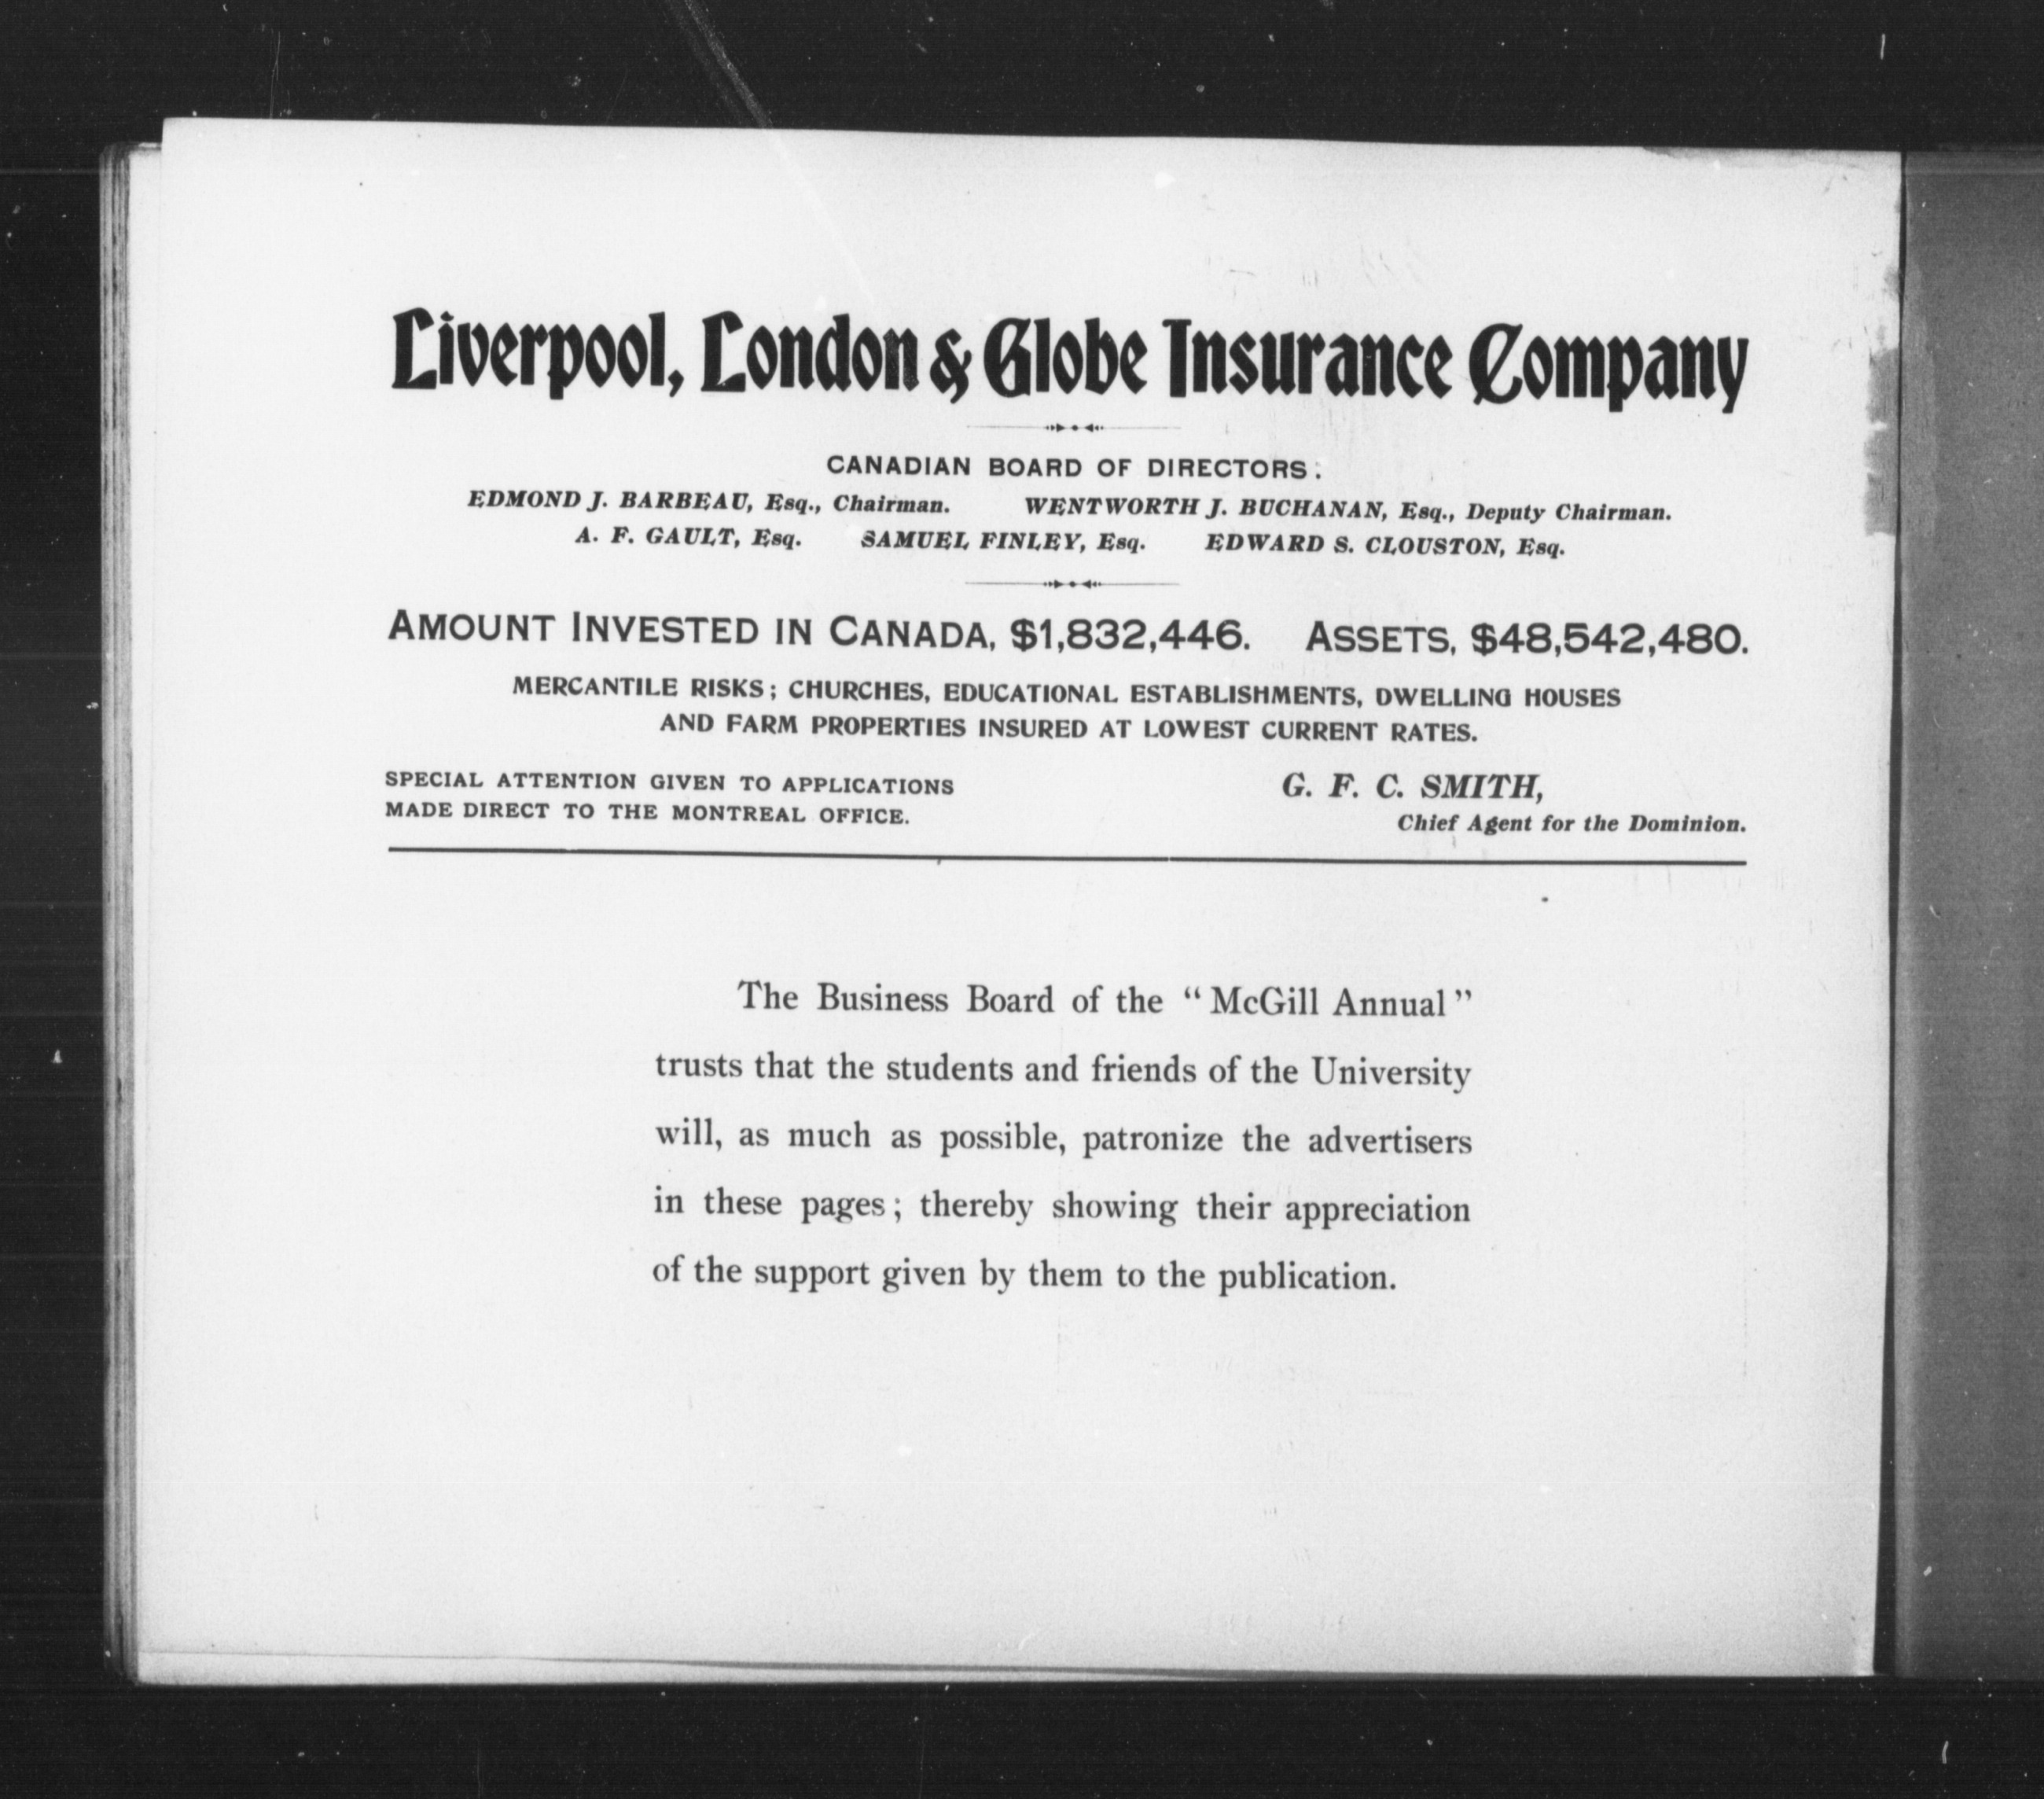 Liverpool, London & Globe Insurance Company
CANADIAN BOARD OF DIRECTORS:
EDMOND J. BARBEAU, Esq., Chairman. WENTWORTH J. BUCHANAN, Esq., Deputy Chairman.
A. F. GAULT, Esq. SAMUEL FINLEY, Esq. EDWARD S. CLOUSTON, Esq.
AMOUNT INVESTED IN CANADA, $1,832,446. ASSETS, $48,542,480.
MERCANTILE RISKS; CHURCHES, EDUCATIONAL ESTABLISHMENTS, DWELLING HOUSES
AND FARM PROPERTIES INSURED AT LOWEST CURRENT RATES.
SPECIAL ATTENTION GIVEN TO APPLICATIONS
MADE DIRECT TO THE MONTREAL OFFICE.
G. F. C. SMITH,
Chief Agent for the Dominion.
The Business Board of the “McGill Annual”
trusts that the students and friends of the University
will, as much as possible, patronize the advertisers
in these pages; thereby showing their appreciation
of the support given by them to the publication.